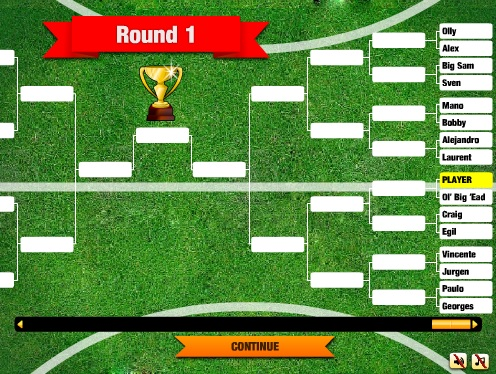 Round 1
Olly
Alex
Big Sam
Sven
Mano
Bobby
Alejandro
Laurent
PLAYER
Ol' Big 'Ead
Craig
Egil
Vincente
Jurgen
Paulo
Georges
CONTINUE